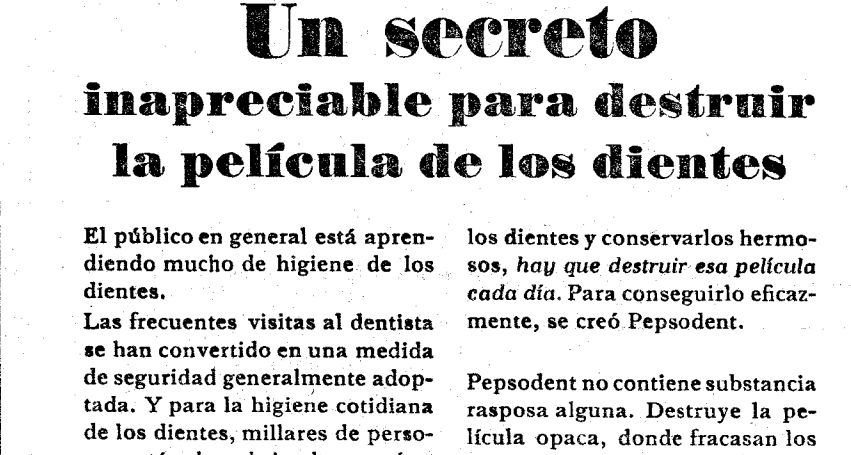 Un secreto
inapreciable para destruir
la película de los dientes
El público en general está apren-
diendo mucho de higiene de los
dientes.
Las frecuentes visitas al dentista
se han convertido en una medida
de seguridad generalmente adop-
tada. Y para la higiene cotidiana
de los dientes, millares de perso-
los dientes y conservarlos hermo-
sos, hay que destruir esa película
cada día. Para conseguirlo eficaz-
mente, se creó Pepsodent.
Pepsodent no contiene substancia
rasposa alguna. Destruye la pe-
lícula opaca, donde fracasan los